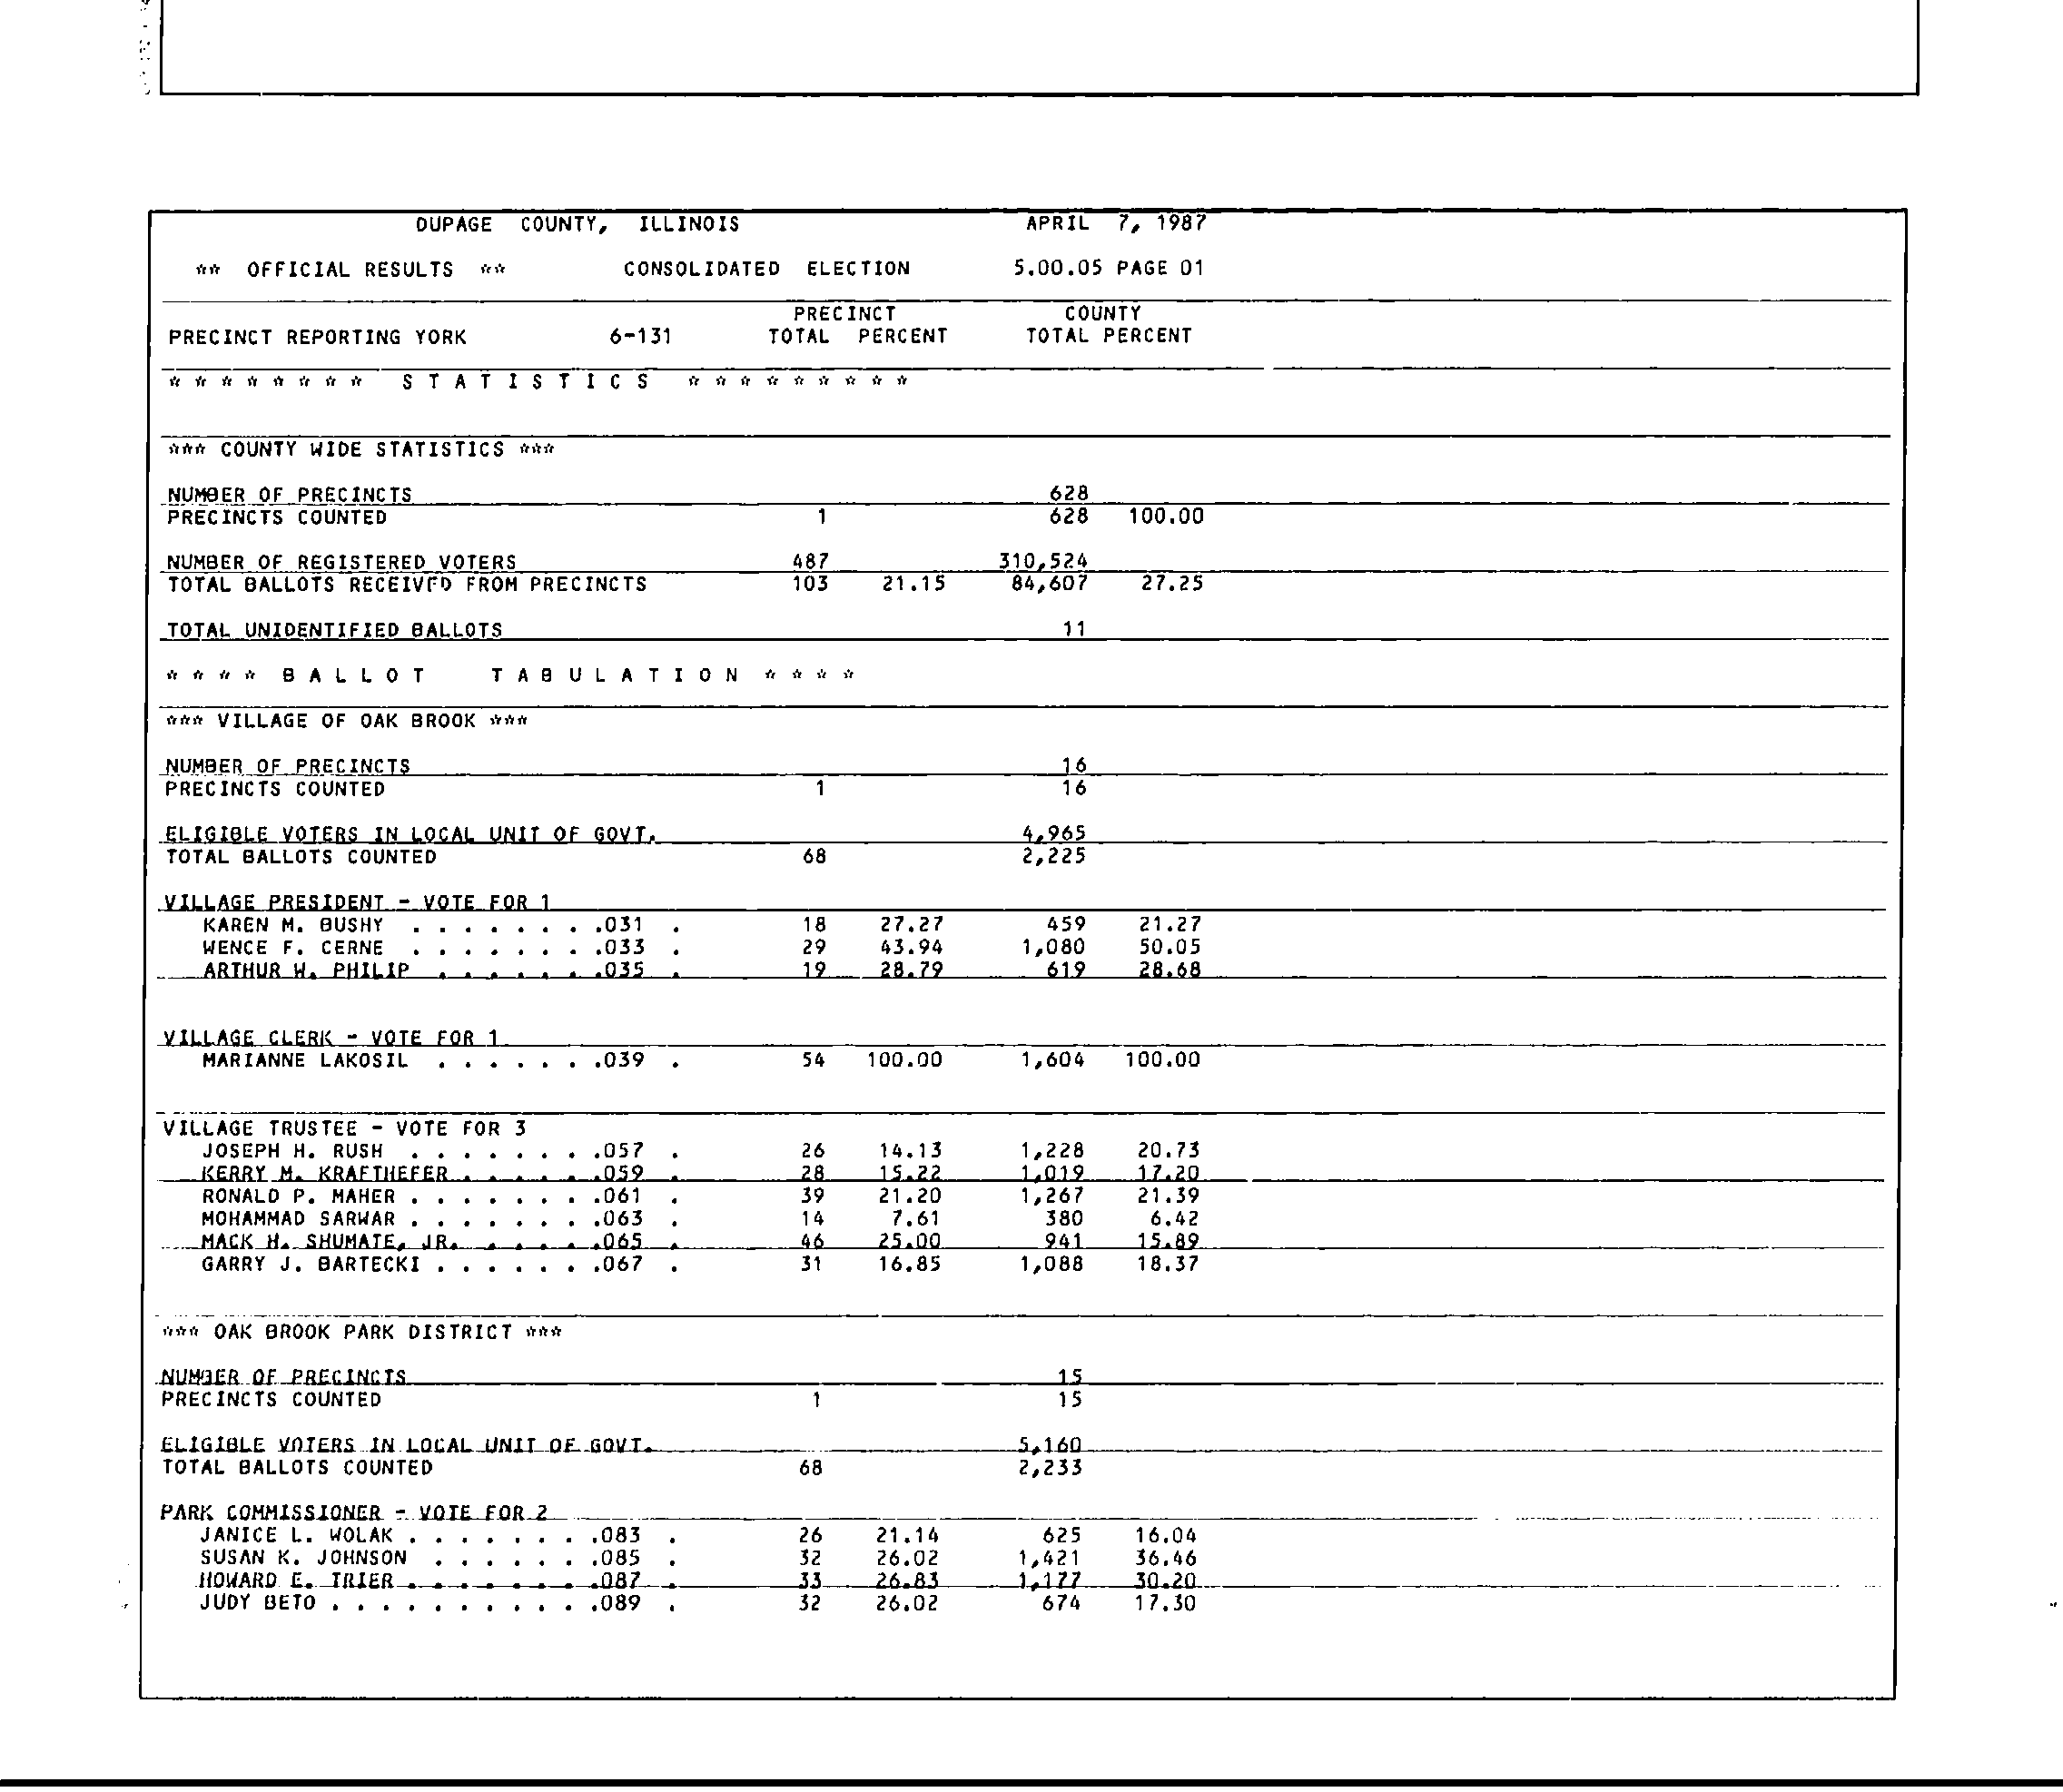 DUPAGE COUNTY, ILLINOIS APRIL 7, 1987
** OFFICIAL RESULTS ** CONSOLIDATED ELECTION 5.00.05 PAGE 01
PRECINCT COUNTY
PRECINCT REPORTING YORK 6-131 TOTAL PERCENT TOTAL PERCENT
* * * * * * * * S T A T I S T I C S * * * * * * * * *
*** COUNTY WIDE STATISTICS ***
NUMBER OF PRECINCTS 628
PRECINCTS COUNTED 1 628 100.00
NUMBER OF REGISTERED VOTERS 487 310,524
TOTAL BALLOTS RECEIVED FROM PRECINCTS 103 21.15 84,607 27.25
TOTAL UNIDENTIFIED BALLOTS 11
* * * * B A L L O T T A B U L A T I O N * * * *
*** VILLAGE OF OAK BROOK ***
NUMBER OF PRECINCTS 16
PRECINCTS COUNTED 1 16
ELIGIBLE VOTERS IN LOCAL UNIT OF GOVT. 4,965
TOTAL BALLOTS COUNTED 68 2,225
VILLAGE PRESIDENT - VOTE FOR 1
KAREN M. BUSHY . . . . . . . .031 . 18 27.27 459 21.27
WENCE F. CERNE . . . . . . . .033 . 29 43.94 1,080 50.05
ARTHUR W. PHILIP . . . . . . .035 . 19 28.79 619 28.68
VILLAGE CLERK - VOTE FOR 1
MARIANNE LAKOSIL . . . . . . .039 . 54 100.00 1,604 100.00
VILLAGE TRUSTEE - VOTE FOR 3
JOSEPH H. RUSH . . . . . . . .057 . 26 14.13 1,228 20.73
KERRY M. KRAFTHEFER . . . . . .059 . 28 15.22 1,019 17.20
RONALD P. MAHER . . . . . . . .061 . 39 21.20 1,267 21.39
MOHAMMAD SARWAR . . . . . . . .063 . 14 7.61 380 6.42
MACK H. SHUMATE, JR. . . . . .065 . 46 25.00 941 15.89
GARRY J. BARTECKI . . . . . . .067 . 31 16.85 1,088 18.37
*** OAK BROOK PARK DISTRICT ***
NUMBER OF PRECINCTS 15
PRECINCTS COUNTED 1 15
ELIGIBLE VOTERS IN LOCAL UNIT OF GOVT. 5,160
TOTAL BALLOTS COUNTED 68 2,233
PARK COMMISSIONER - VOTE FOR 2
JANICE L. WOLAK . . . . . . . .083 . 26 21.14 625 16.04
SUSAN K. JOHNSON . . . . . . .085 . 32 26.02 1,421 36.46
HOWARD E. TRIER . . . . . . . .087 . 33 26.83 1,177 30.20
JUDY BETO . . . . . . . . . . .089 . 32 26.02 674 17.30